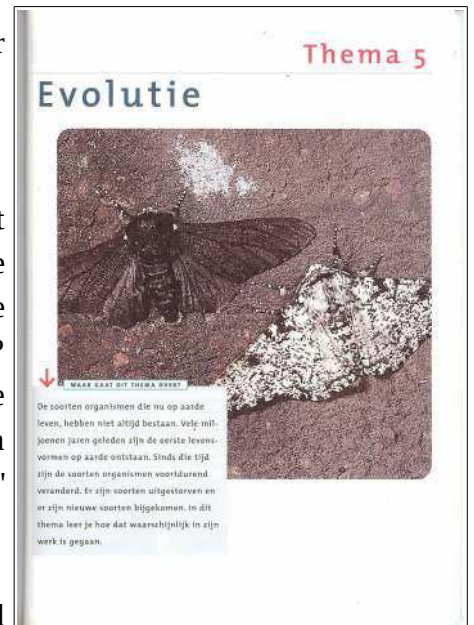 Thema 5
Evolutie
WAAR GAAT DIT THEMA OVER?
De soorten organismen die nu op aarde
leven, hebben niet altijd bestaan. Vele mil-
joenen jaren geleden zijn de eerste levens-
vormen op aarde ontstaan. Sinds die tijd
zijn de soorten organismen voortdurend
veranderd. Er zijn soorten uitgestorven en
er zijn nieuwe soorten bijgekomen. In dit
thema leer je hoe dat waarschijnlijk in zijn
werk is gegaan.